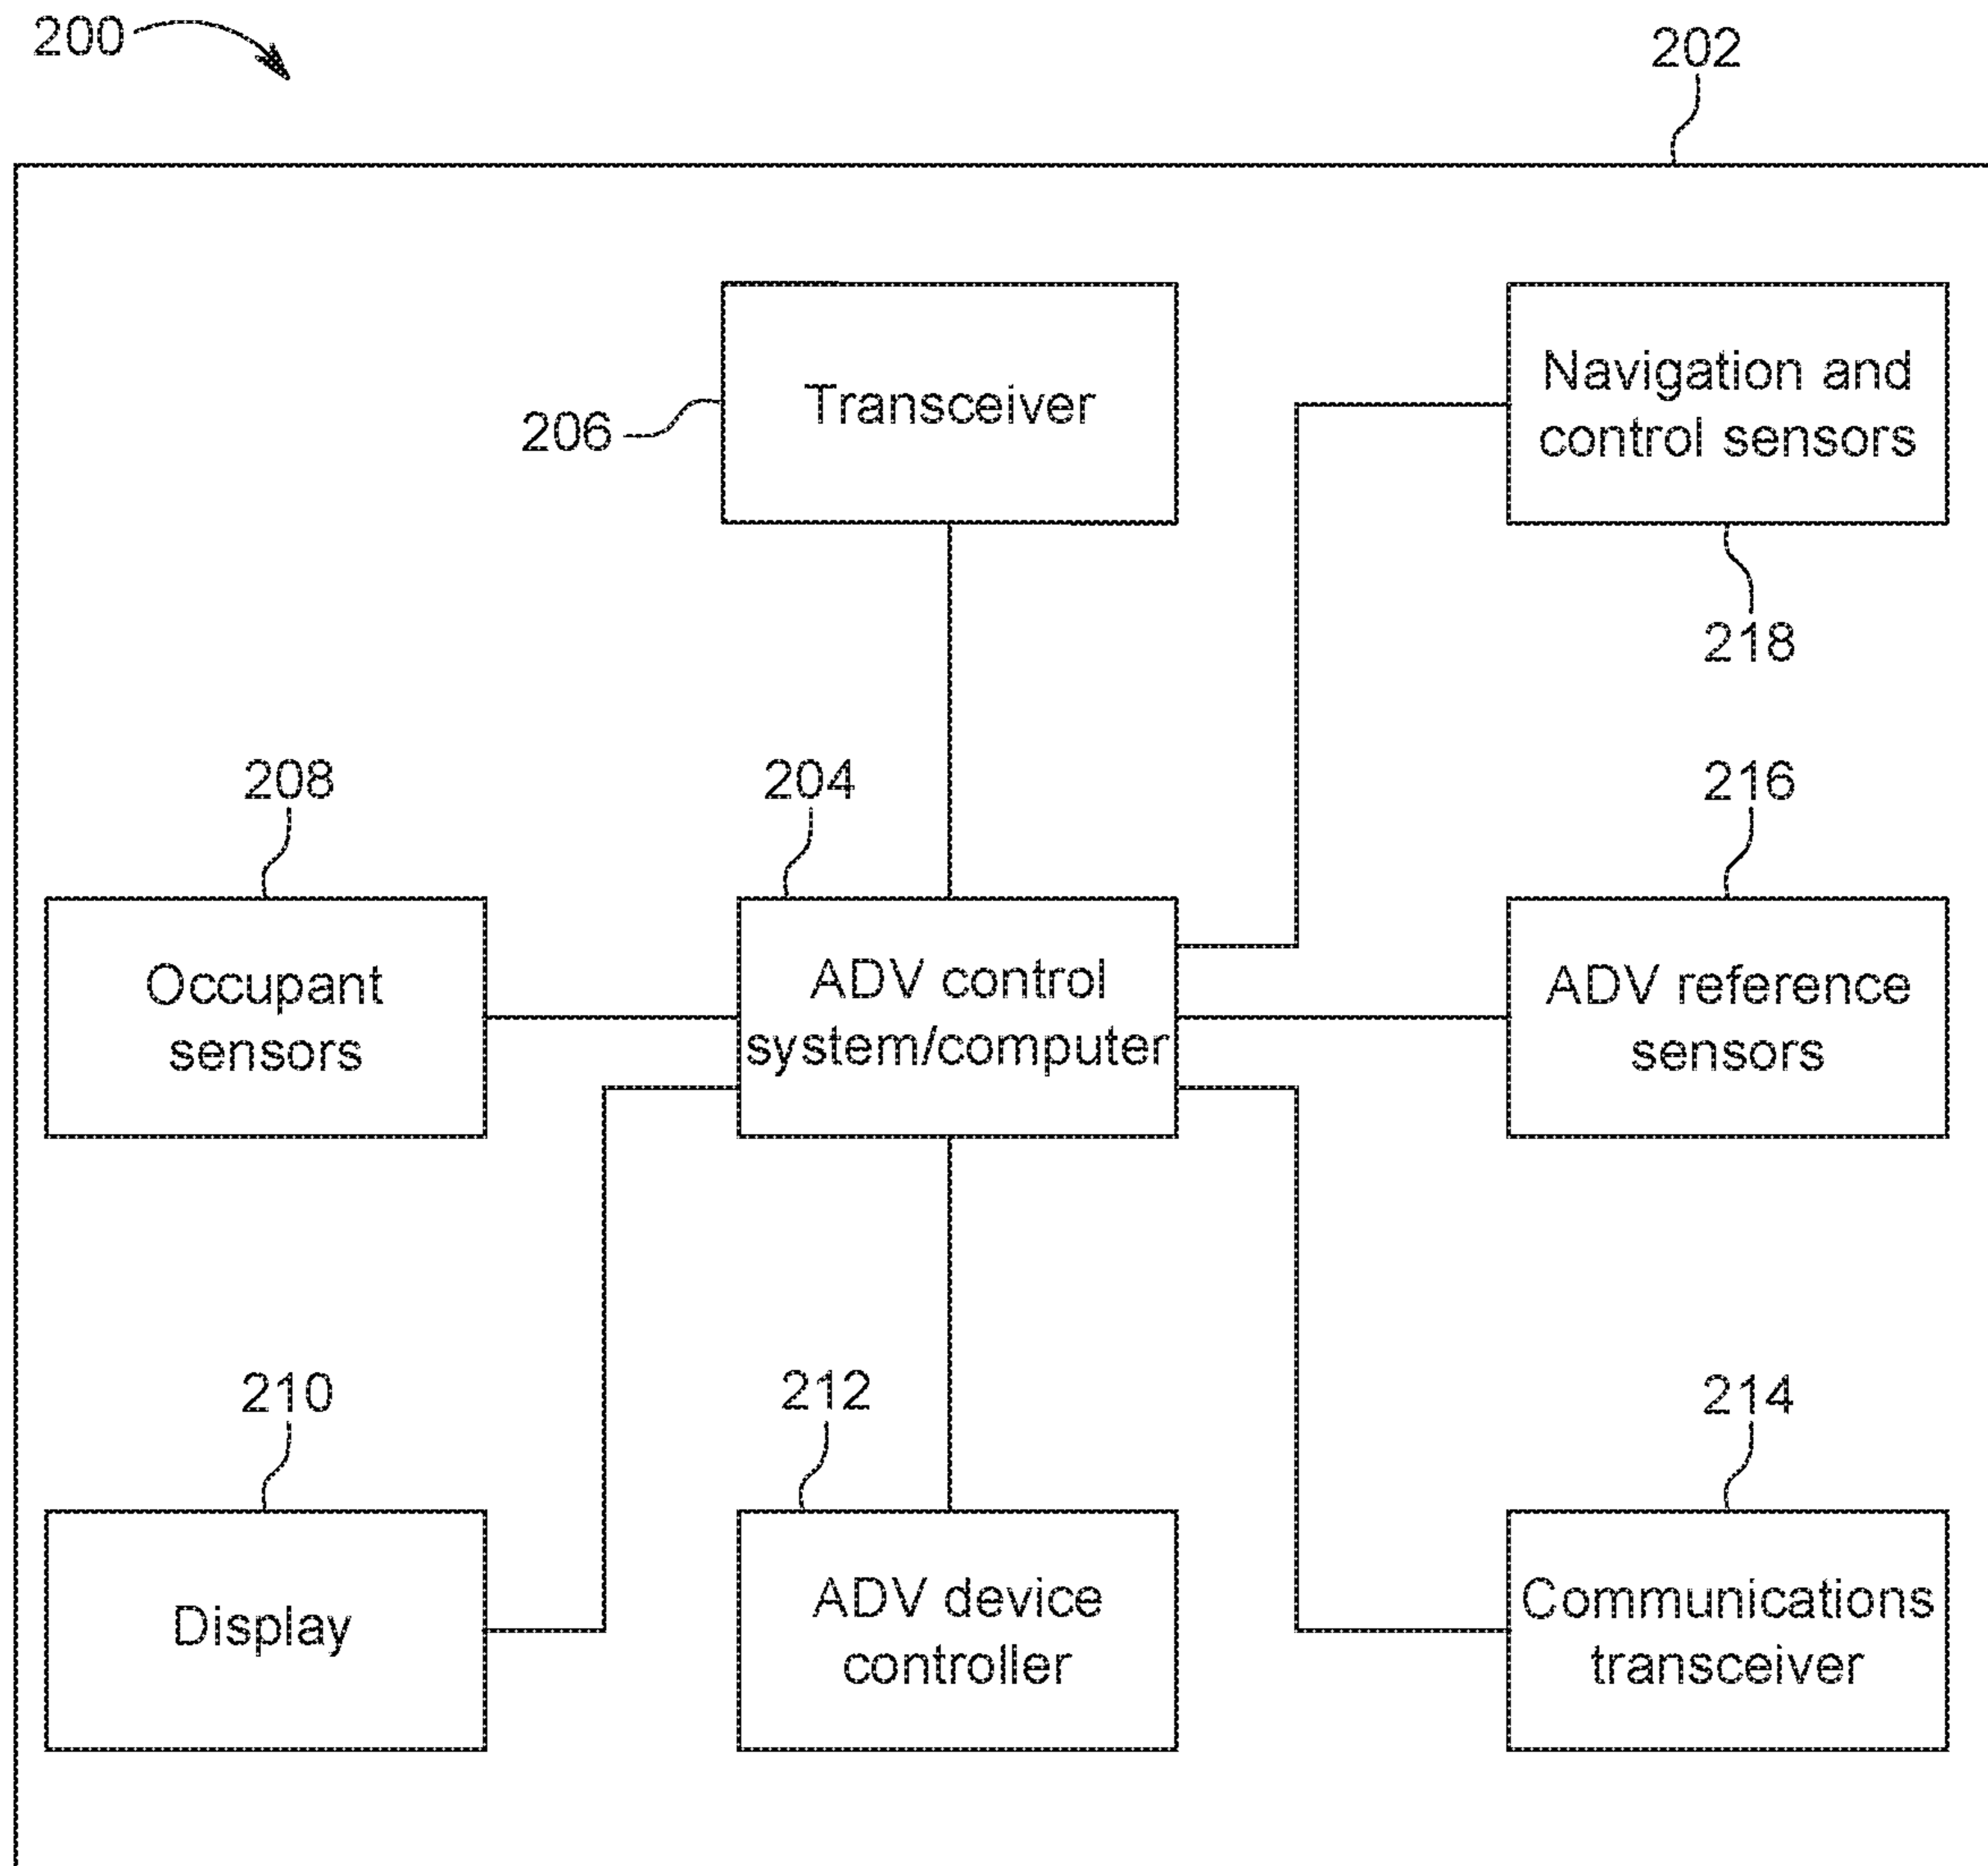 200
202
Transceiver
206
Navigation and
control sensors
218
208
204
216
Occupant
sensors
ADV control
system/computer
ADV reference
sensors
210
212
214
Display
ADV device
controller
Communications
transceiver